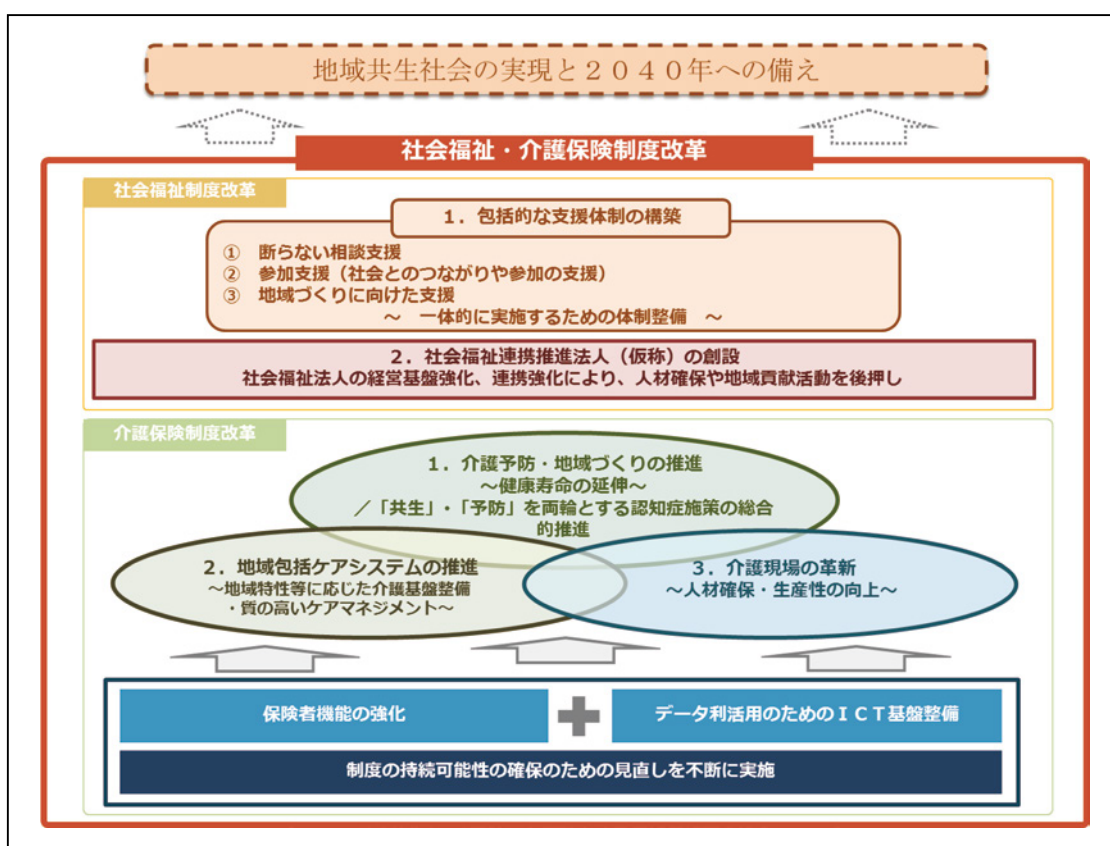 地域共生社会の実現と２０４０年への備え
社会福祉・介護保険制度改革
社会福祉制度改革
１．包括的な支援体制の構築
① 断らない相談支援
② 参加支援（社会とのつながりや参加の支援）
③ 地域づくりに向けた支援
～ 一体的に実施するための体制整備 ～
２．社会福祉連携推進法人（仮称）の創設
社会福祉法人の経営基盤強化、連携強化により、人材確保や地域貢献活動を後押し
介護保険制度改革
１．介護予防・地域づくりの推進
～健康寿命の延伸～
／「共生」・「予防」を両輪とする認知症施策の総合
的推進
２．地域包括ケアシステムの推進
～地域特性等に応じた介護基盤整備
・質の高いケアマネジメント～
３．介護現場の革新
～人材確保・生産性の向上～
保険者機能の強化
データ利活用のためのＩＣＴ基盤整備
制度の持続可能性の確保のための見直しを不断に実施